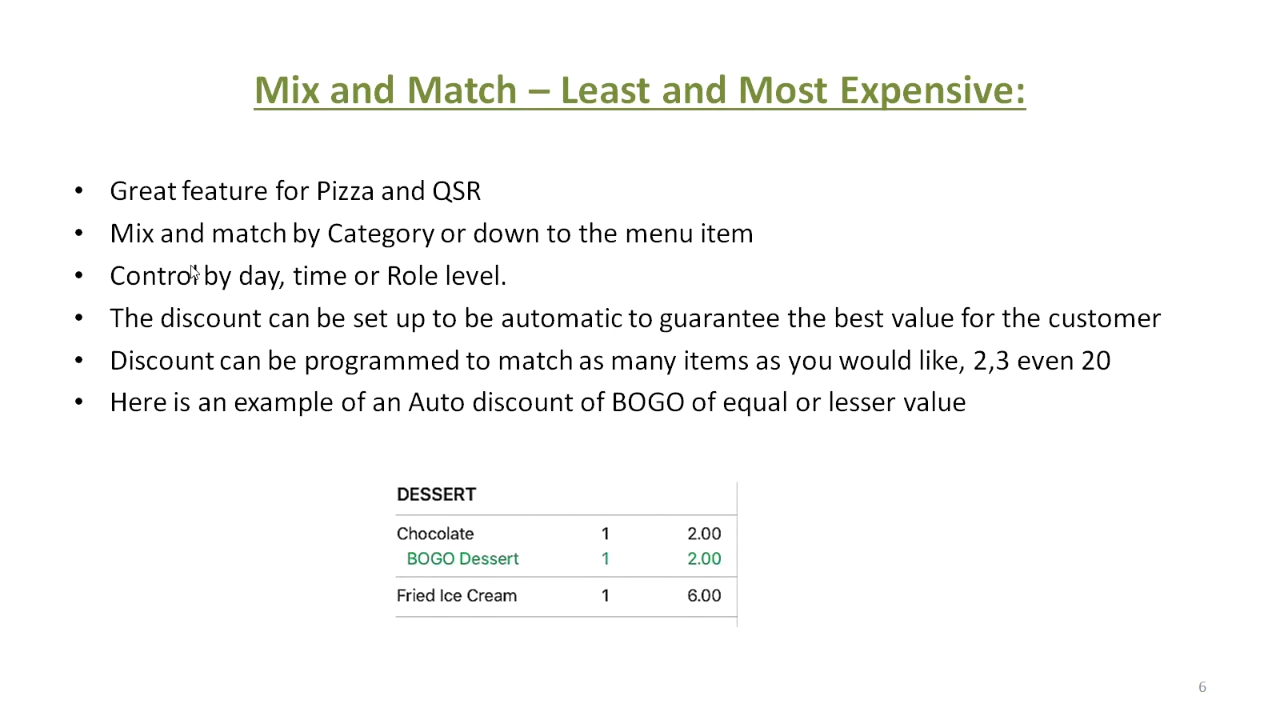 Mix and Match – Least and Most Expensive:
• Great feature for Pizza and QSR
• Mix and match by Category or down to the menu item
• Control by day, time or Role level.
• The discount can be set up to be automatic to guarantee the best value for the customer
• Discount can be programmed to match as many items as you would like, 2,3 even 20
• Here is an example of an Auto discount of BOGO of equal or lesser value
DESSERT
Chocolate 1 2.00
BOGO Dessert 1 2.00
Fried Ice Cream 1 6.00
6